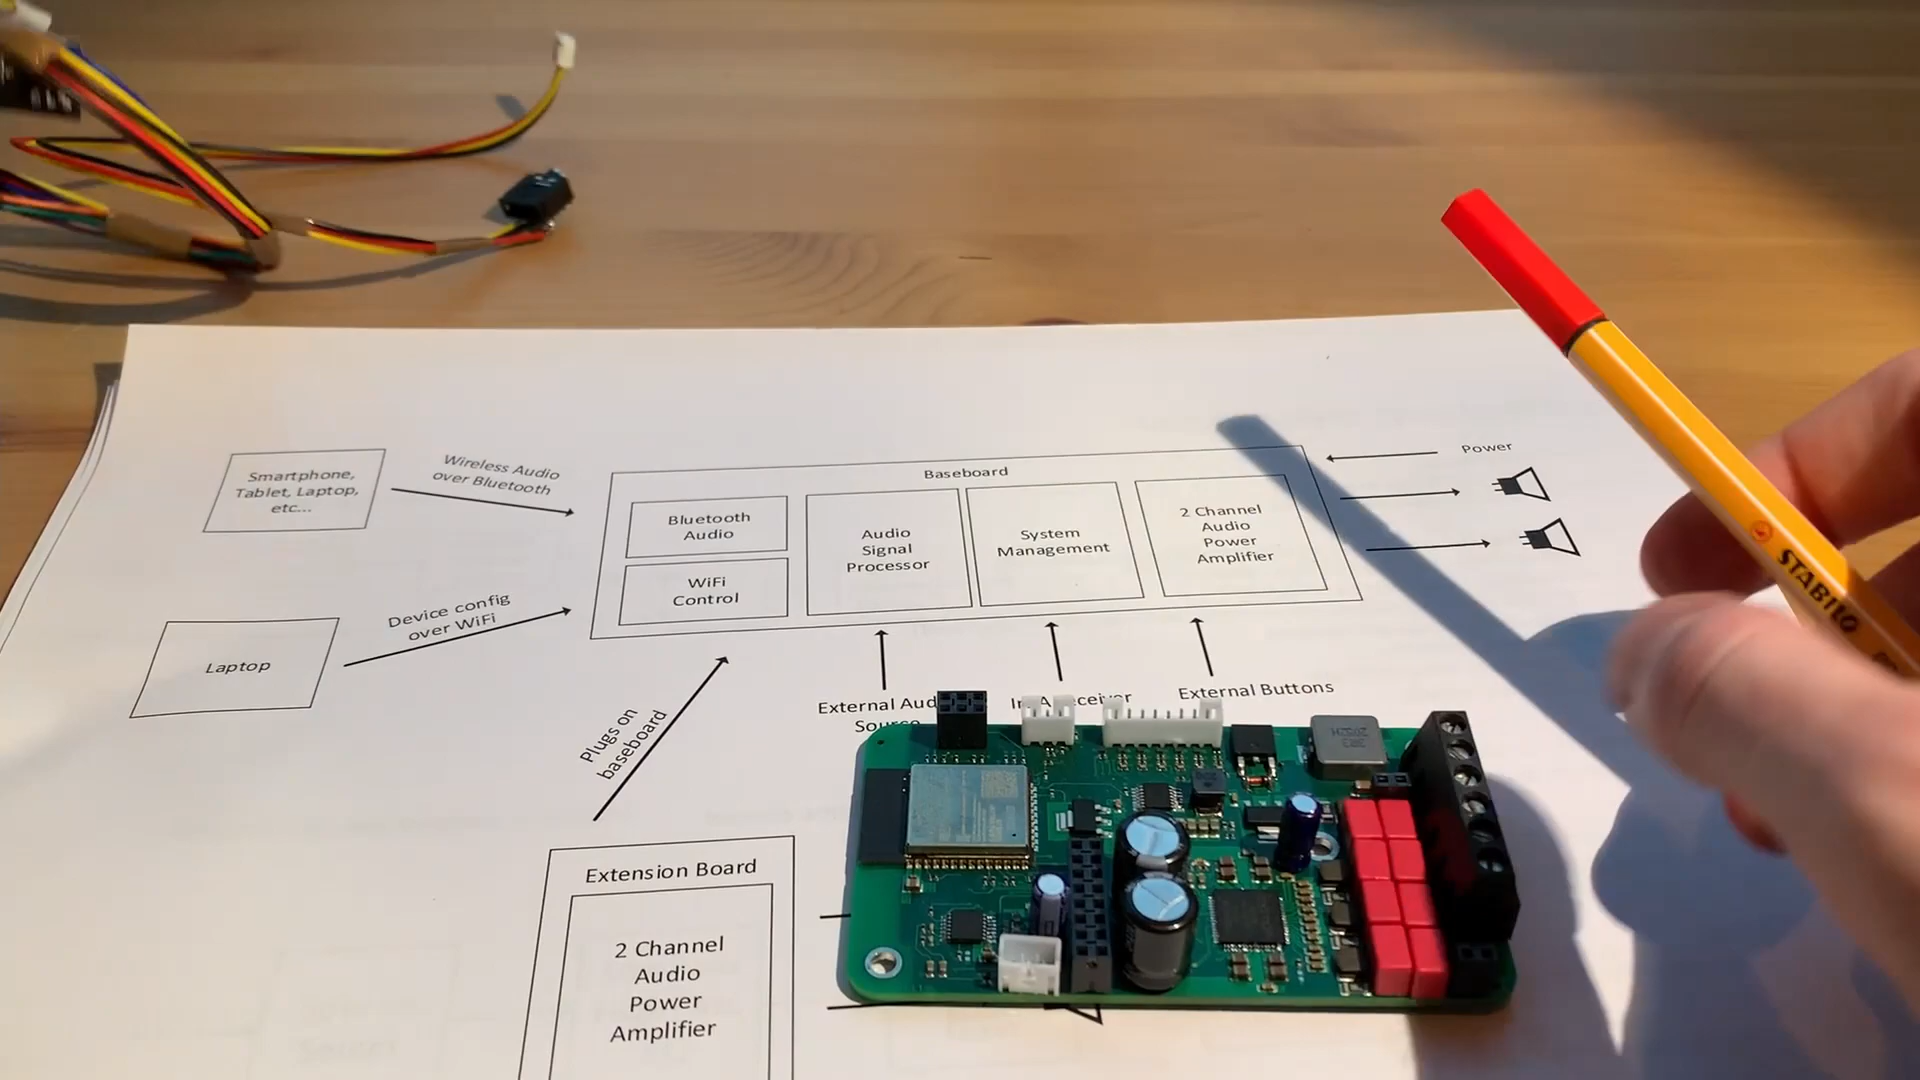 Smartphone,
Tablet, Laptop,
etc...
Wireless Audio
over Bluetooth
Baseboard
Bluetooth
Audio
WiFi
Control
Audio
Signal
Processor
System
Management
2 Channel
Audio
Power
Amplifier
Power
Laptop
Device config
over WiFi
Plugs on
baseboard
External
External Buttons
Extension Board
2 Channel
Audio
Power
Amplifier
STABILO
3R3